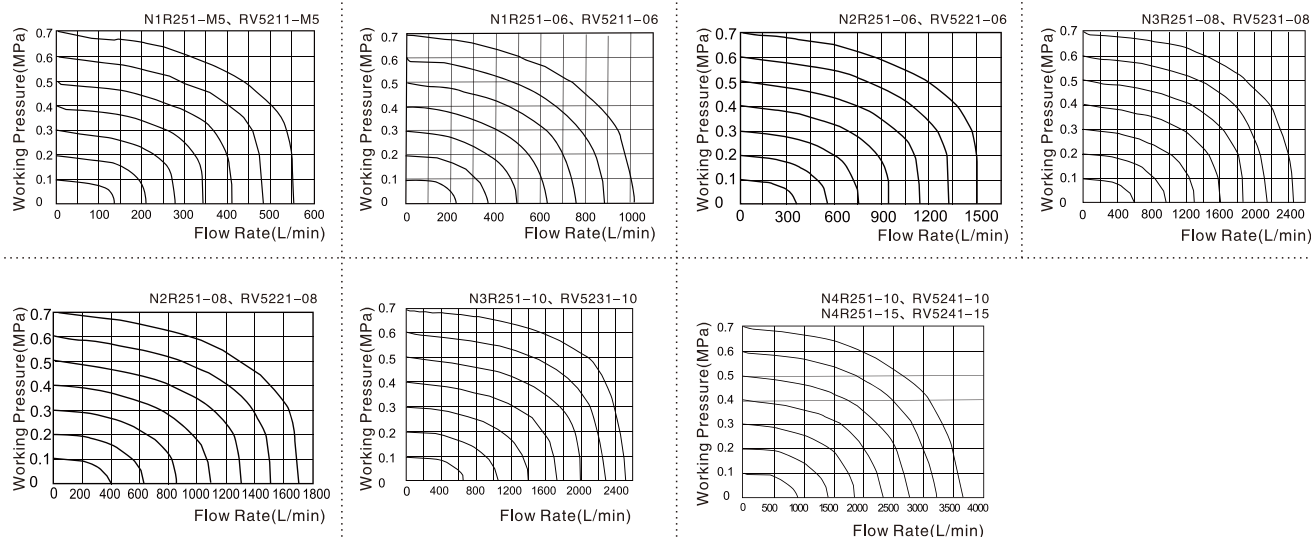 N1R251-M5、RV5211-M5
Working Pressure(MPa)
0.7
0.6
0.5
0.4
0.3
0.2
0.1
0
0 100 200 300 400 500 600
Flow Rate(L/min)
N1R251-06、RV5211-06
Working Pressure(MPa)
0.7
0.6
0.5
0.4
0.3
0.2
0.1
0
0 200 400 600 800 1000
Flow Rate(L/min)
N2R251-06、RV5221-06
Working Pressure(MPa)
0.7
0.6
0.5
0.4
0.3
0.2
0.1
0
0 300 600 900 1200 1500
Flow Rate(L/min)
N3R251-08、RV5231-08
Working Pressure(MPa)
0.7
0.6
0.5
0.4
0.3
0.2
0.1
0
0 400 800 1200 1600 2000 2400
Flow Rate(L/min)
N2R251-08、RV5221-08
Working Pressure(MPa)
0.7
0.6
0.5
0.4
0.3
0.2
0.1
0
0 200 400 600 800 1000 1200 1400 1600 1800
Flow Rate(L/min)
N3R251-10、RV5231-10
Working Pressure(MPa)
0.7
0.6
0.5
0.4
0.3
0.2
0.1
0
0 400 800 1200 1600 2000 2400
Flow Rate(L/min)
N4R251-10、RV5241-10
N4R251-15、RV5241-15
Working Pressure(MPa)
0.7
0.6
0.5
0.4
0.3
0.2
0.1
0
0 500 1000 1500 2000 2500 3000 3500 4000
Flow Rate(L/min)